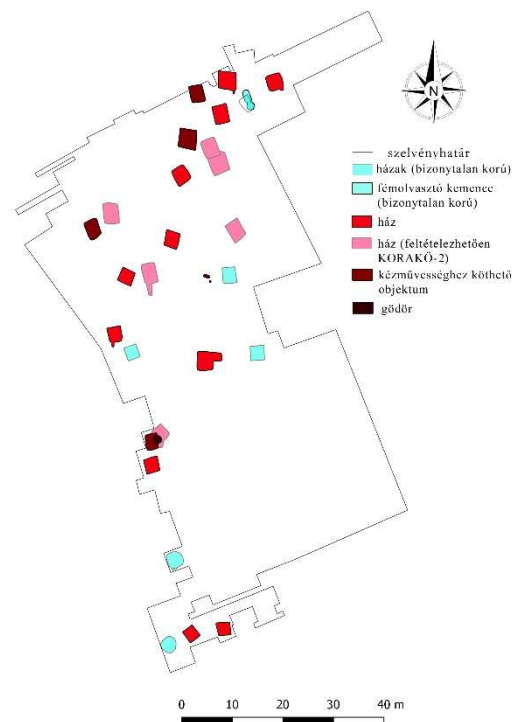 N
szelvényhatár
házak (bizonytalan korú)
fémolvasztó kemence
(bizonytalan korú)
ház
ház (feltételezhetően
KORAKŐ-2)
kézművességhez köthető
objektum
gödör
0 10 20 30 40 m